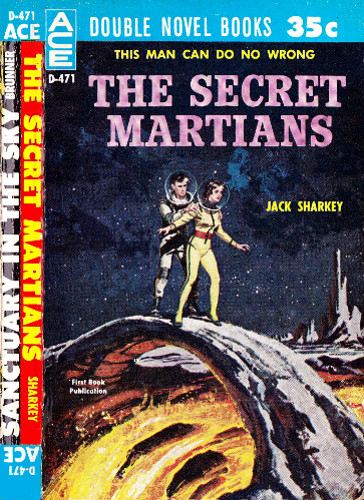 D-471
ACE
SANCTUARY IN THE SKY
BRUNNER
THE SECRET MARTIANS
SHARKEY
D-471
ACE
ACE
D-471
DOUBLE NOVEL BOOKS 35c
THIS MAN CAN DO NO WRONG
THE SECRET
MARTIANS
JACK SHARKEY
First Book
Publication